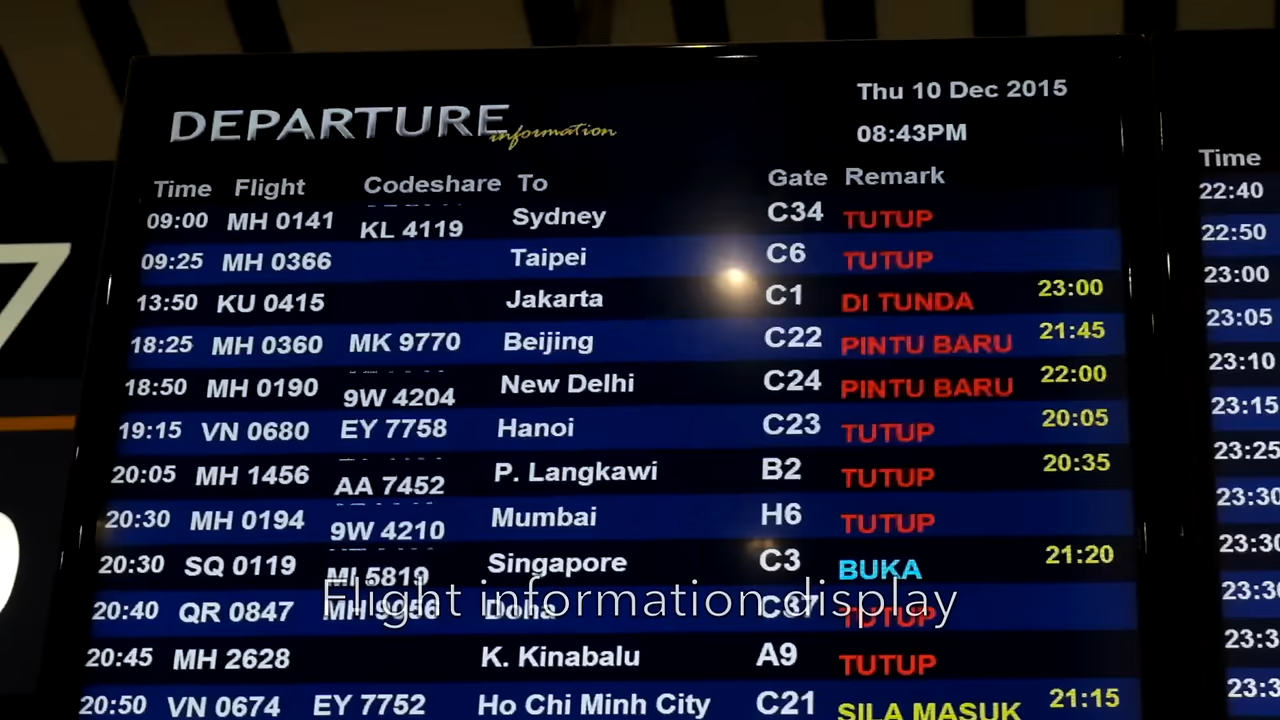 DEPARTURE information
Thu 10 Dec 2015
08:43PM
Time Flight Codeshare To Gate Remark
09:00 MH 0141 KL 4119 Sydney C34 TUTUP
09:25 MH 0366 Taipei C6 TUTUP
13:50 KU 0415 Jakarta C1 DI TUNDA 23:00
18:25 MH 0360 MK 9770 Beijing C22 PINTU BARU 21:45
18:50 MH 0190 9W 4204 New Delhi C24 PINTU BARU 22:00
19:15 VN 0680 EY 7758 Hanoi C23 TUTUP 20:05
20:05 MH 1456 AA 7452 P. Langkawi B2 TUTUP 20:35
20:30 MH 0194 9W 4210 Mumbai H6 TUTUP
20:30 SQ 0119 MI 5819 Singapore C3 BUKA 21:20
20:40 QR 0847 MH 9056 Doha C37 TUTUP
20:45 MH 2628 K. Kinabalu A9 TUTUP
20:50 VN 0674 EY 7752 Ho Chi Minh City C21 SILA MASUK 21:15
Flight information display
Time
22:40
22:50
23:00
23:05
23:10
23:15
23:25
23:30
23:30